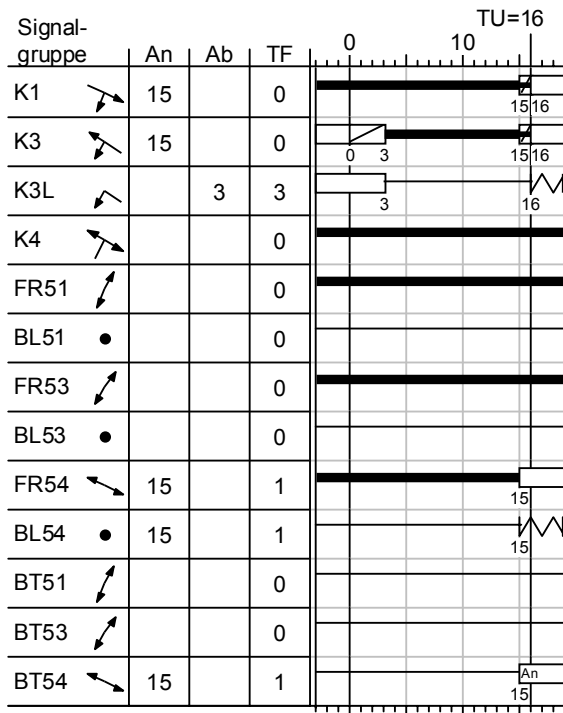 TU=16
Signal-
gruppe An Ab TF 0 10
K1 15 0
15 16
K3 15 0
0 3 15 16
K3L 3 3
3 16
K4 0
FR51 0
BL51 0
FR53 0
BL53 0
FR54 15 1
15
BL54 15 1
15
BT51 0
BT53 0
BT54 15 1 An
15